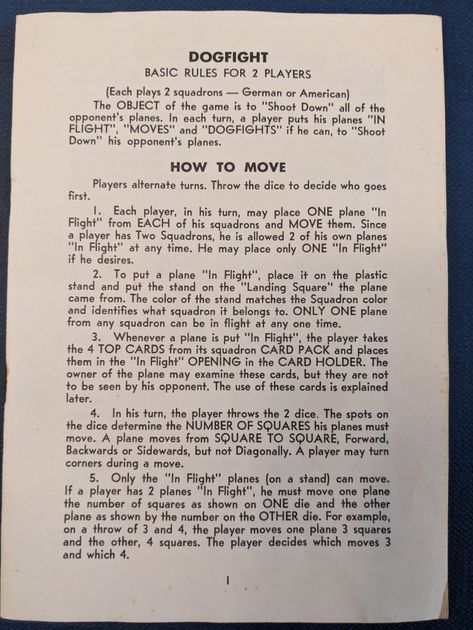 DOGFIGHT
BASIC RULES FOR 2 PLAYERS
(Each plays 2 squadrons — German or American)
The OBJECT of the game is to "Shoot Down" all of the
opponent's planes. In each turn, a player puts his planes "IN
FLIGHT", "MOVES" and "DOGFIGHTS" if he can, to "Shoot
Down" his opponent's planes.
HOW TO MOVE
Players alternate turns. Throw the dice to decide who goes
first.
1. Each player, in his turn, may place ONE plane "In
Flight" from EACH of his squadrons and MOVE them. Since
a player has Two Squadrons, he is allowed 2 of his own planes
"In Flight" at any time. He may place only ONE "In Flight"
if he desires.
2. To put a plane "In Flight", place it on the plastic
stand and put the stand on the "Landing Square" the plane
came from. The color of the stand matches the Squadron color
and identifies what squadron it belongs to. ONLY ONE plane
from any squadron can be in flight at any one time.
3. Whenever a plane is put "In Flight", the player takes
the 4 TOP CARDS from its squadron CARD PACK and places
them in the "In Flight" OPENING in the CARD HOLDER. The
owner of the plane may examine these cards, but they are not
to be seen by his opponent. The use of these cards is explained
later.
4. In his turn, the player throws the 2 dice. The spots on
the dice determine the NUMBER OF SQUARES his planes must
move. A plane moves from SQUARE TO SQUARE, Forward,
Backwards or Sidewards, but not Diagonally. A player may turn
corners during a move.
5. Only the "In Flight" planes (on a stand) can move.
If a player has 2 planes "In Flight", he must move one plane
the number of squares as shown on ONE die and the other
plane as shown by the number on the OTHER die. For example,
on a throw of 3 and 4, the player moves one plane 3 squares
and the other, 4 squares. The player decides which moves 3
and which 4.
1